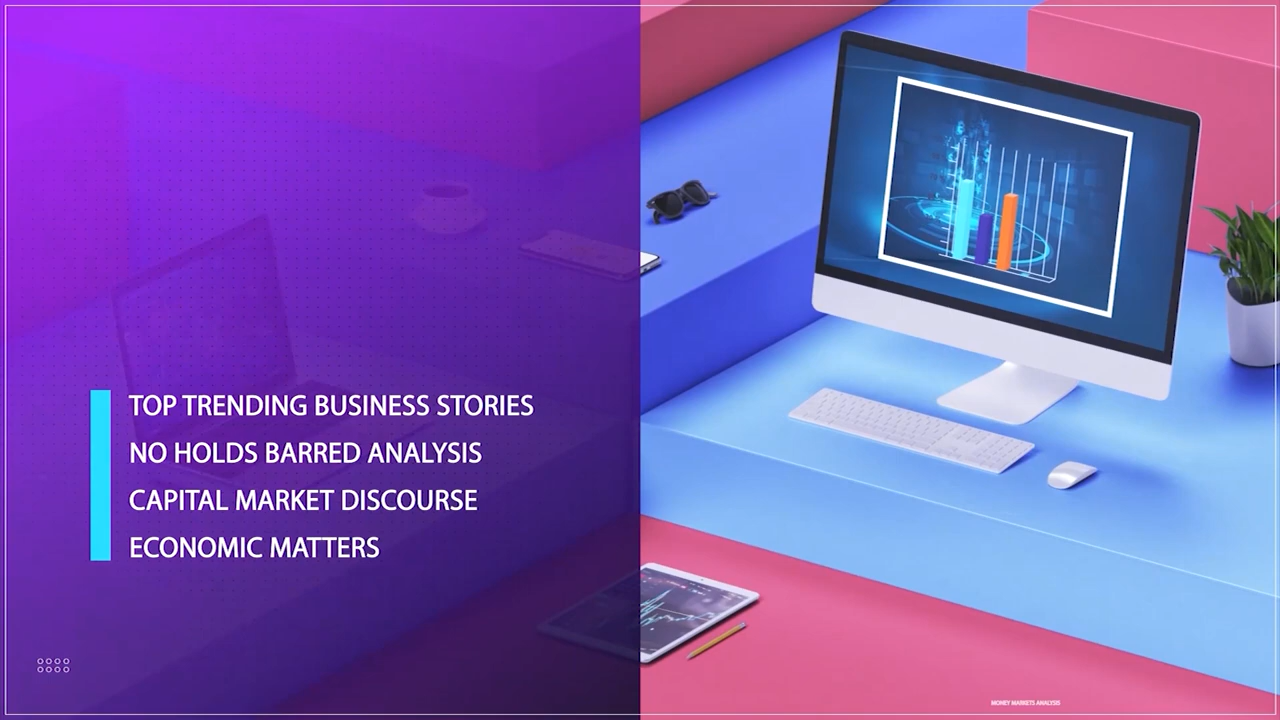 TOP TRENDING BUSINESS STORIES
NO HOLDS BARRED ANALYSIS
CAPITAL MARKET DISCOURSE
ECONOMIC MATTERS
MONEY MARKETS ANALYSIS